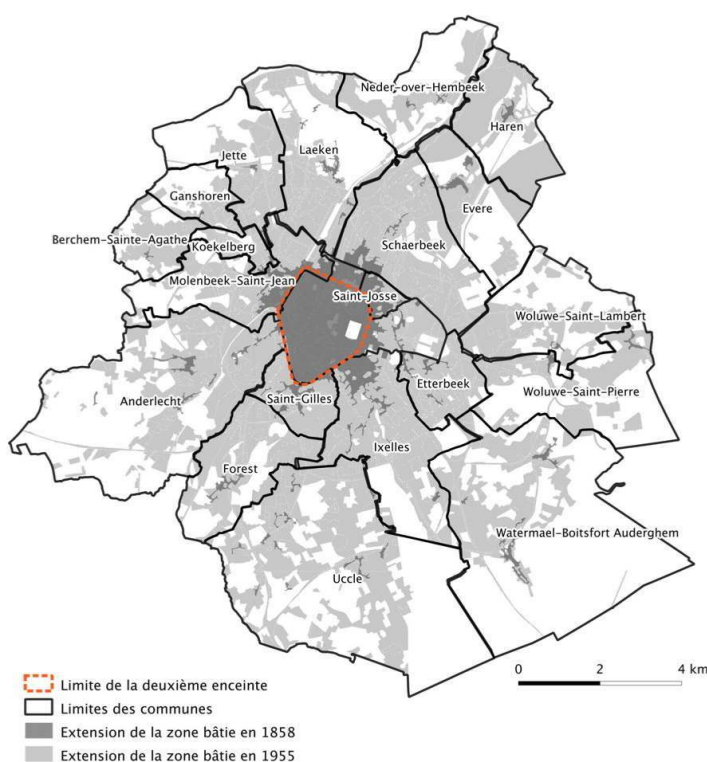 Neder-over-Hembeek
Haren
Laeken
Jette
Ganshoren
Evere
Berchem-Sainte-Agathe
Koekelberg
Schaerbeek
Molenbeek-Saint-Jean
Saint-Josse
Woluwe-Saint-Lambert
Etterbeek
Woluwe-Saint-Pierre
Anderlecht
Saint-Gilles
Ixelles
Forest
Watermael-Boitsfort Auderghem
Uccle
Limite de la deuxième enceinte
0 2 4 km
Limites des communes
Extension de la zone bâtie en 1858
Extension de la zone bâtie en 1955